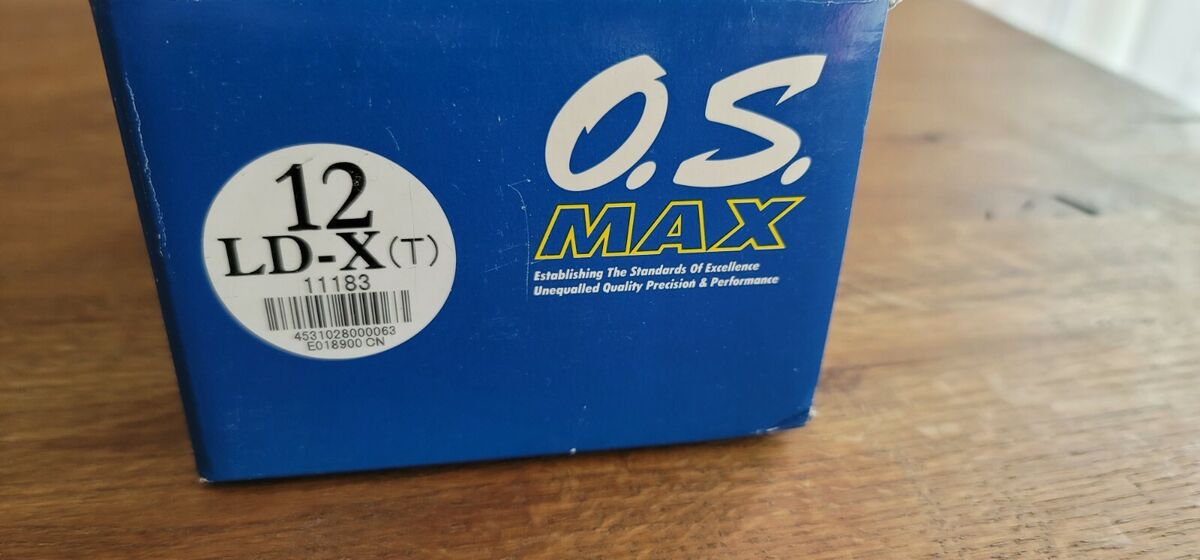 12
LD-X(T)
11183
4531028000063
E018900 CN
O.S.
MAX
Establishing The Standards Of Excellence
Unequalled Quality Precision & Performance